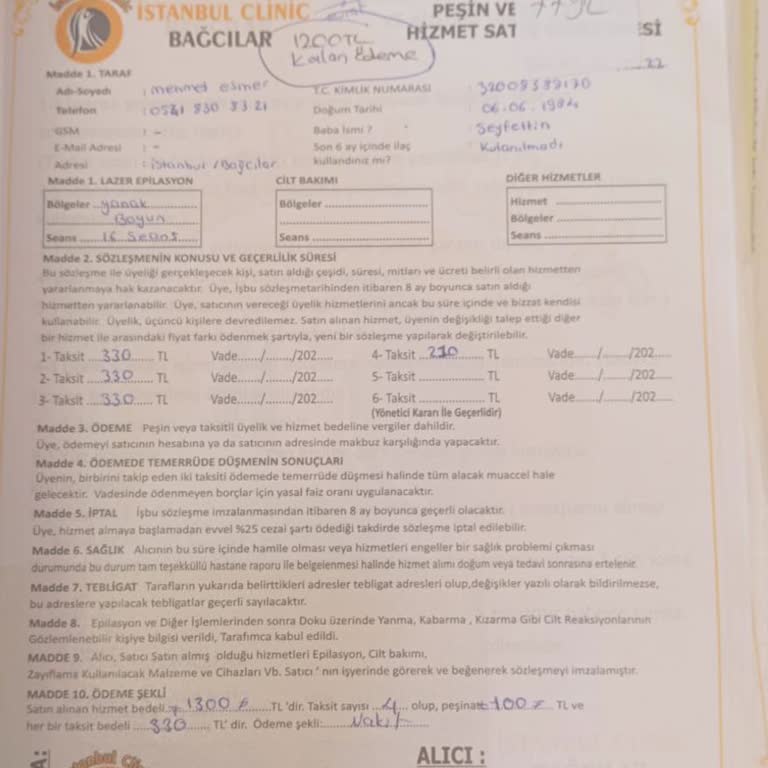 İSTANBUL CLINIC
BAĞCILAR
PEŞİN VE
HİZMET SAT
Sİ
1200TL
Kalan ödeme
22
Madde 1. TARAF
Adı-Soyadı : mehmet esmer
T.C. KİMLİK NUMARASI : 32009389170
Telefon : 0541 830 83 21
Doğum Tarihi : 06.06.1984
GSM : -
Baba İsmi ? : Seyfettin
E-Mail Adresi : -
Son 6 ay içinde ilaç kullandınız mı? : Kulanılmadı
Adresi : istanbul / Bağcılar
Madde 1. LAZER EPILASYON
Bölgeler ..yanak..
Boyun
Seans ..... 16 Seans..
CİLT BAKIMI
Bölgeler
Seans
DİĞER HİZMETLER
Hizmet
Bölgeler
Seans
Madde 2. SÖZLEŞMENİN KONUSU VE GEÇERLİLİK SÜRESİ
Bu sözleşme ile üyeliği gerçekleşecek kişi, satın aldığı çeşidi, süresi, mitları ve ücreti belirli olan hizmetten
yararlanmaya hak kazanacaktır. Üye, İşbu sözleşmetarihinden itibaren 8 ay boyunca satın aldığı
hizmetten yararlanabilir. Üye, satıcının vereceği üyelik hizmetlerini ancak bu süre içinde ve bizzat kendisi
kullanabilir. Üyelik, üçüncü kişilere devredilemez. Satın alınan hizmet, üyenin değişikliği talep ettiği diğer
bir hizmet ile arasındaki fiyat farkı ödenmek şartıyla, yeni bir sözleşme yapılarak değiştirilebilir.
1- Taksit ...330...... TL Vade....../......../202..... 4- Taksit ..210........ TL Vade...../......../202.....
2- Taksit ...330...... TL Vade....../......../202..... 5- Taksit ................ TL Vade...../......../202.....
3- Taksit ...330...... TL Vade....../......../202..... 6- Taksit ................ TL Vade...../......../202.....
(Yönetici Kararı İle Geçerlidir)
Madde 3. ÖDEME Peşin veya taksitli üyelik ve hizmet bedeline vergiler dahildir.
Üye, ödemeyi satıcının hesabına ya da satıcının adresinde makbuz karşılığında yapacaktır.
Madde 4. ÖDEMEDE TEMERRÜDE DÜŞMENİN SONUÇLARI
Üyenin, birbirini takip eden iki taksiti ödemede temerrüde düşmesi halinde tüm alacak muaccel hale
gelecektir. Vadesinde ödenmeyen borçlar için yasal faiz oranı uygulanacaktır.
Madde 5. İPTAL İşbu sözleşme imzalanmasından itibaren 8 ay boyunca geçerli olacaktır.
Üye, hizmet almaya başlamadan evvel %25 cezai şartı ödediği takdirde sözleşme iptal edilebilir.
Madde 6. SAĞLIK Alıcının bu süre içinde hamile olması veya hizmetleri engeller bir sağlık problemi çıkması
durumunda bu durum tam teşekküllü hastane raporu ile belgelenmesi halinde hizmet alımı doğum veya tedavi sonrasına ertelenir.
Madde 7. TEBLİGAT Tarafların yukarıda belirttikleri adresler tebligat adresleri olup,değişikler yazılı olarak bildirilmezse,
bu adreslere yapılacak tebligatlar geçerli sayılacaktır.
Madde 8. Epilasyon ve Diğer İşlemlerinden sonra Doku üzerinde Yanma, Kabarma , Kızarma Gibi Cilt Reaksiyonlarının
Gözlemlenebilir kişiye bilgisi verildi, Tarafımca kabul edildi.
MADDE 9. Alıcı, Satıcı Satın almış olduğu hizmetleri Epilasyon, Cilt bakımı,
Zayıflama Kullanılacak Malzeme ve Cihazları Vb. Satıcı ' nın işyerinde görerek ve beğenerek sözleşmeyi imzalamıştır.
MADDE 10. ÖDEME ŞEKLİ
Satın alınan hizmet bedeli. 1300 ₺......TL 'dir. Taksit sayısı ...4... olup, peşinat 100 ₺ TL ve
her bir taksit bedeli ....330....... TL' dir. Ödeme şekli:.......Nakit
ALICI :